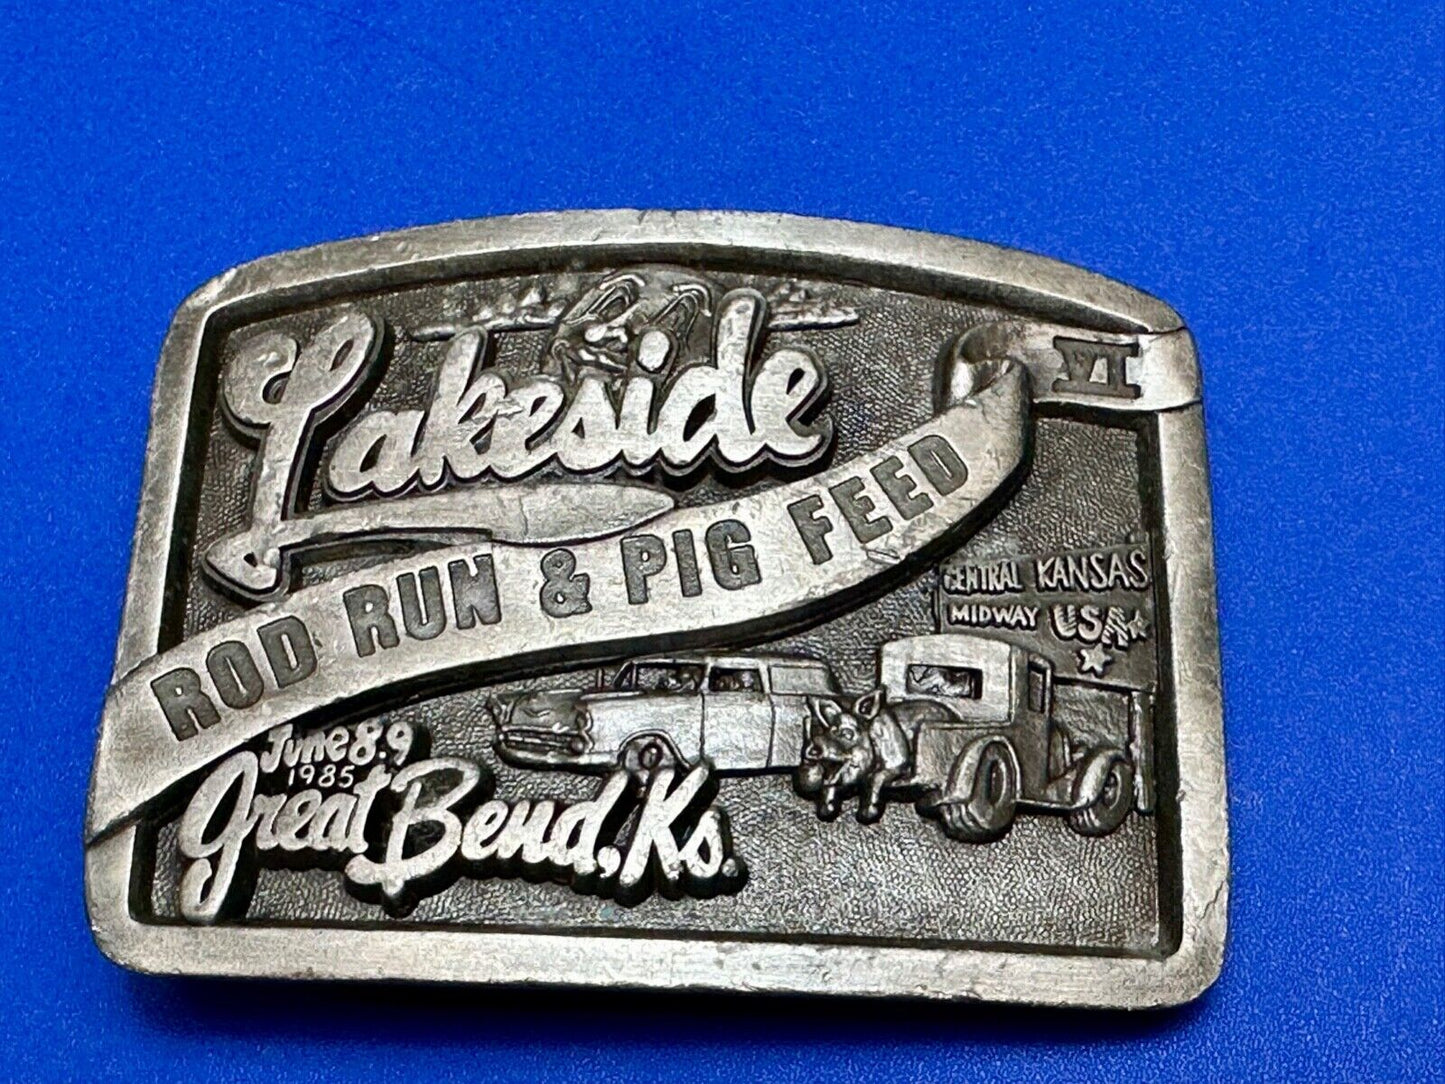 Lakeside
VI
ROD RUN & PIG FEED
CENTRAL KANSAS
MIDWAY USA
June 8.9
1985
Great Bend, Ks.